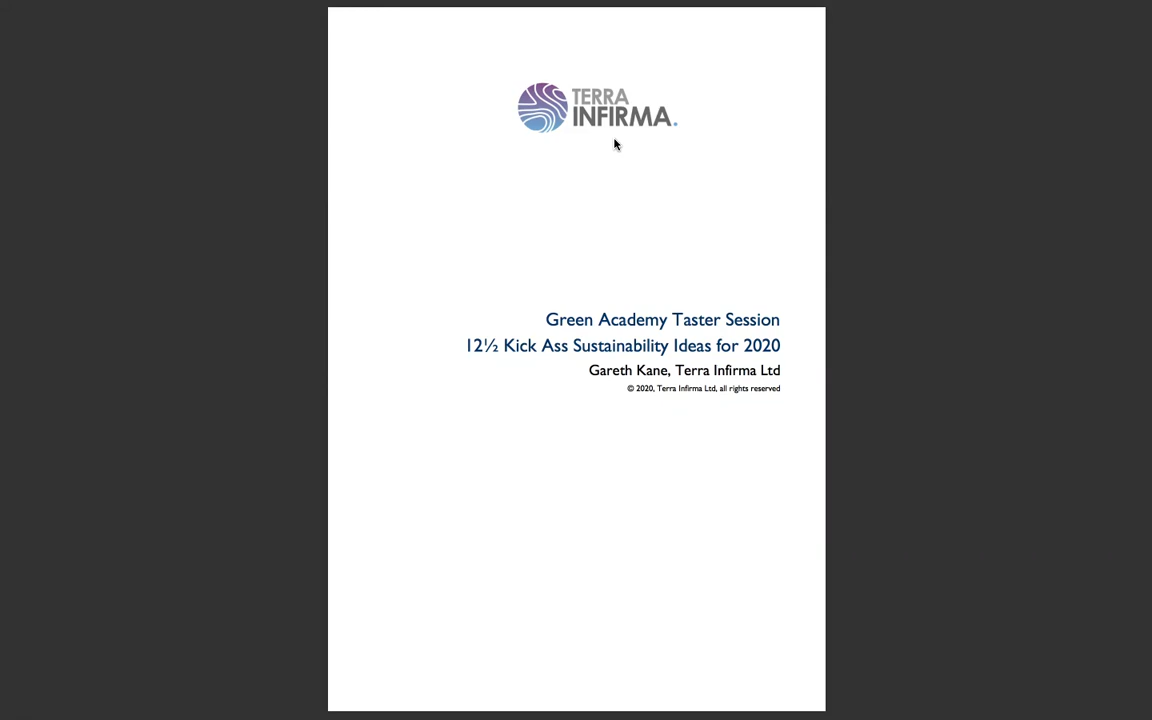 TERRA
INFIRMA.
Green Academy Taster Session
12½ Kick Ass Sustainability Ideas for 2020
Gareth Kane, Terra Infirma Ltd
© 2020, Terra Infirma Ltd, all rights reserved